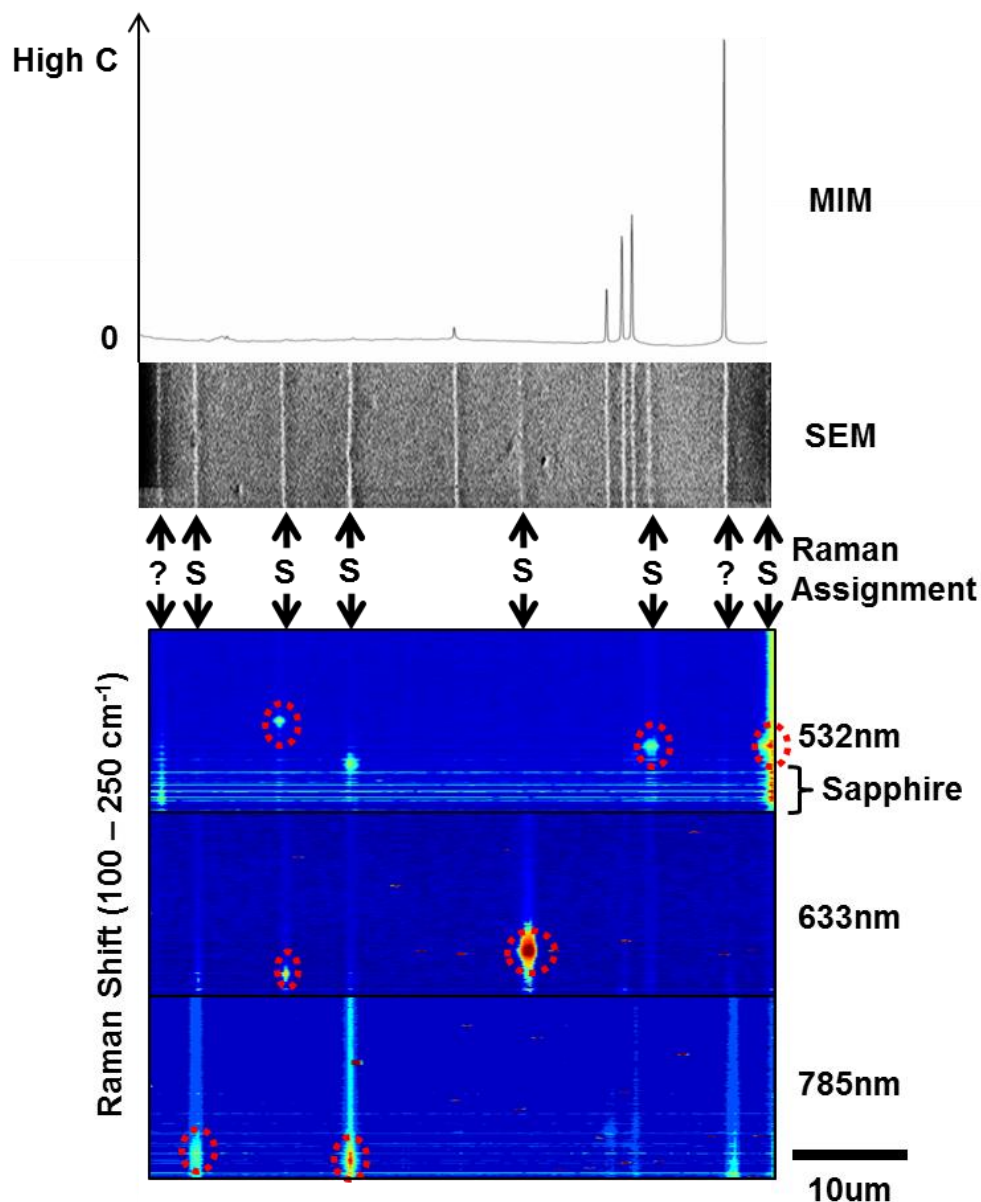 High C
MIM
0
SEM
? S S S S S ? S
Raman
Assignment
Raman Shift (100 – 250 cm⁻¹)
532nm
Sapphire
633nm
785nm
10um